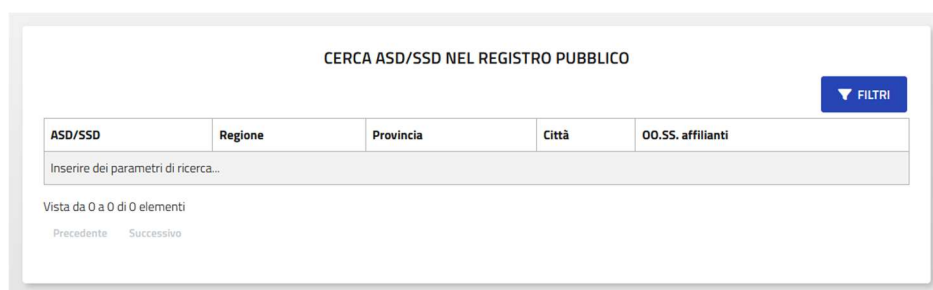 CERCA ASD/SSD NEL REGISTRO PUBBLICO
FILTRI
ASD/SSD Regione Provincia Città OO.SS. affilianti
Inserire dei parametri di ricerca...
Vista da 0 a 0 di 0 elementi
Precedente Successivo